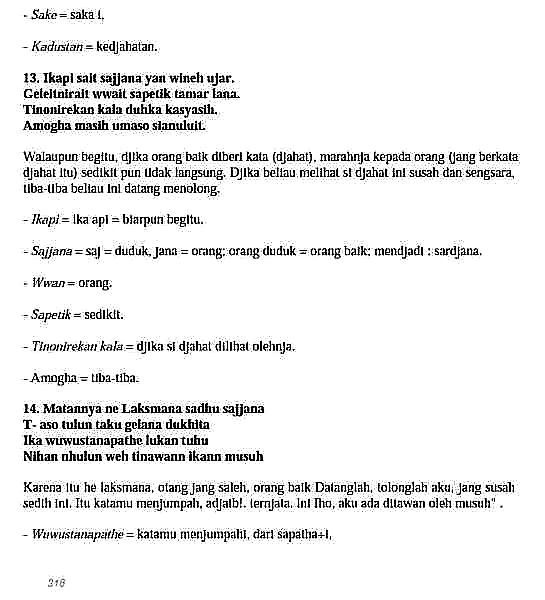 - Sake = saka i,
- Kadustan = kedjahatan.
13. Ikapi sait sajjana yan wineh ujar.
Geleitnirait wwait sapetik tamar lana.
Tinonirekan kala duhka kasyasih.
Amogha masih umaso sianuluit.
Walaupun begitu, djika orang baik diberi kata (djahat), marahnja kepada orang (jang berkata
djahat itu) sedikit pun tidak langsung. Djika beliau melihat si djahat ini susah dan sengsara,
tiba-tiba beliau ini datang menolong.
- Ikapi = ika api = biarpun begitu.
- Sajjana = saj = duduk, jana = orang; orang duduk = orang baik; mendjadi : sardjana.
- Wwan = orang.
- Sapetik = sedikit.
- Tinonirekan kala = djika si djahat dilihat olehnja.
- Amogha = tiba-tiba.
14. Matannya ne Laksmana sadhu sajjana
T- aso tulun taku gelana dukhita
Ika wuwustanapathe lukan tuhu
Nihan nhulun weh tinawann ikann musuh
Karena itu he laksmana, otang jang saleh, orang baik Datanglah, tolonglah aku, jang susah
sedih ini. Itu katamu menjumpah, adjaib!. ternjata. Ini lho, aku ada ditawan oleh musuh" .
- Wuwustanapathe = katamu menjumpahi, dari sapatha+i,
216